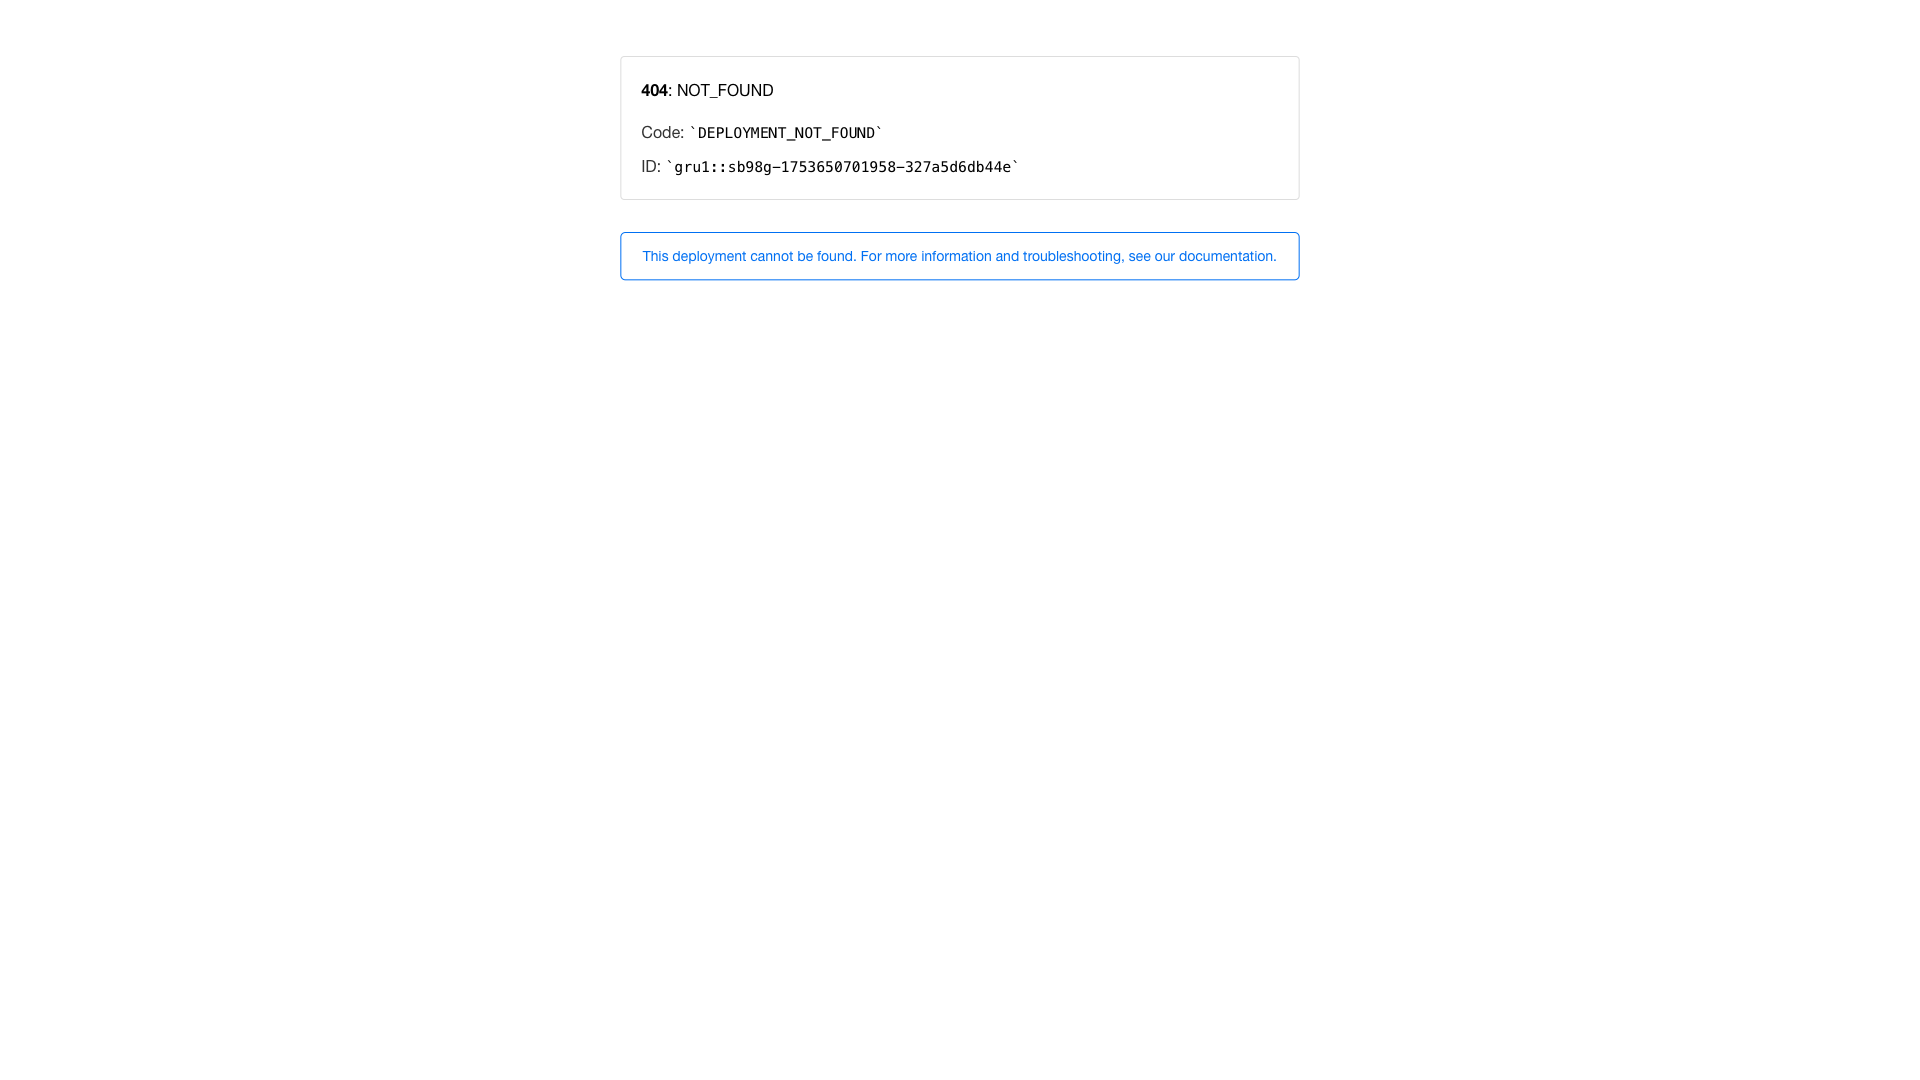 404: NOT_FOUND
Code: `DEPLOYMENT_NOT_FOUND`
ID: `gru1::sb98g-1753650701958-327a5d6db44e`
This deployment cannot be found. For more information and troubleshooting, see our documentation.